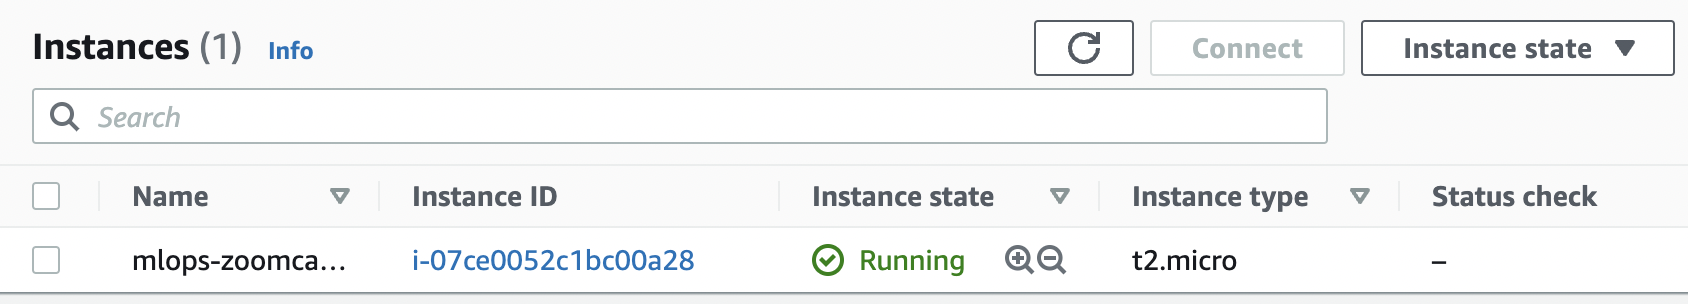 Instances (1) Info Connect Instance state
Search
Name Instance ID Instance state Instance type Status check
mlops-zoomca... i-07ce0052c1bc00a28 Running t2.micro –